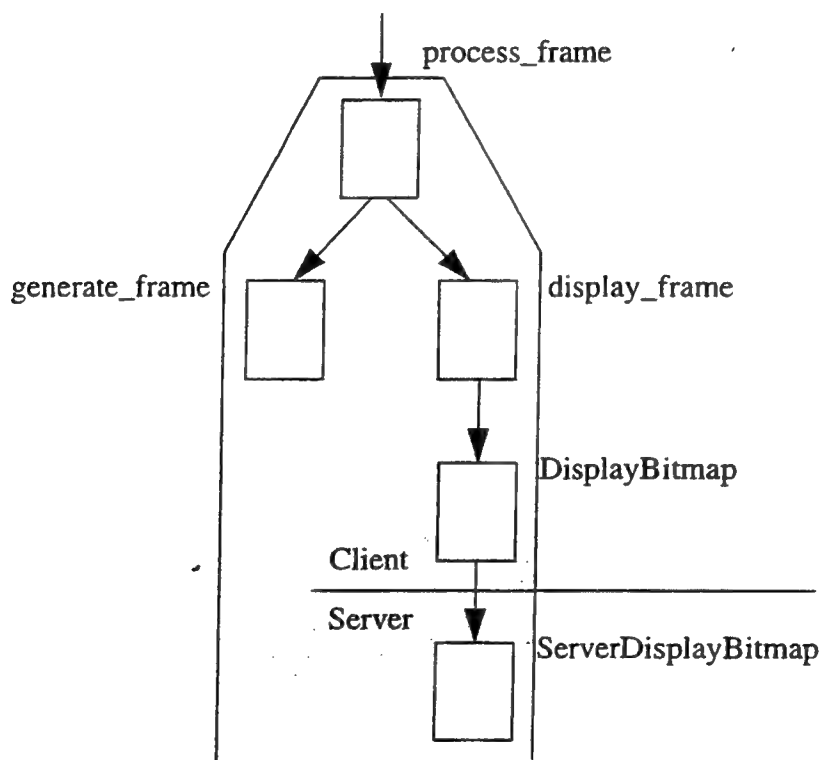 process_frame
generate_frame
display_frame
DisplayBitmap
Client
Server
ServerDisplayBitmap